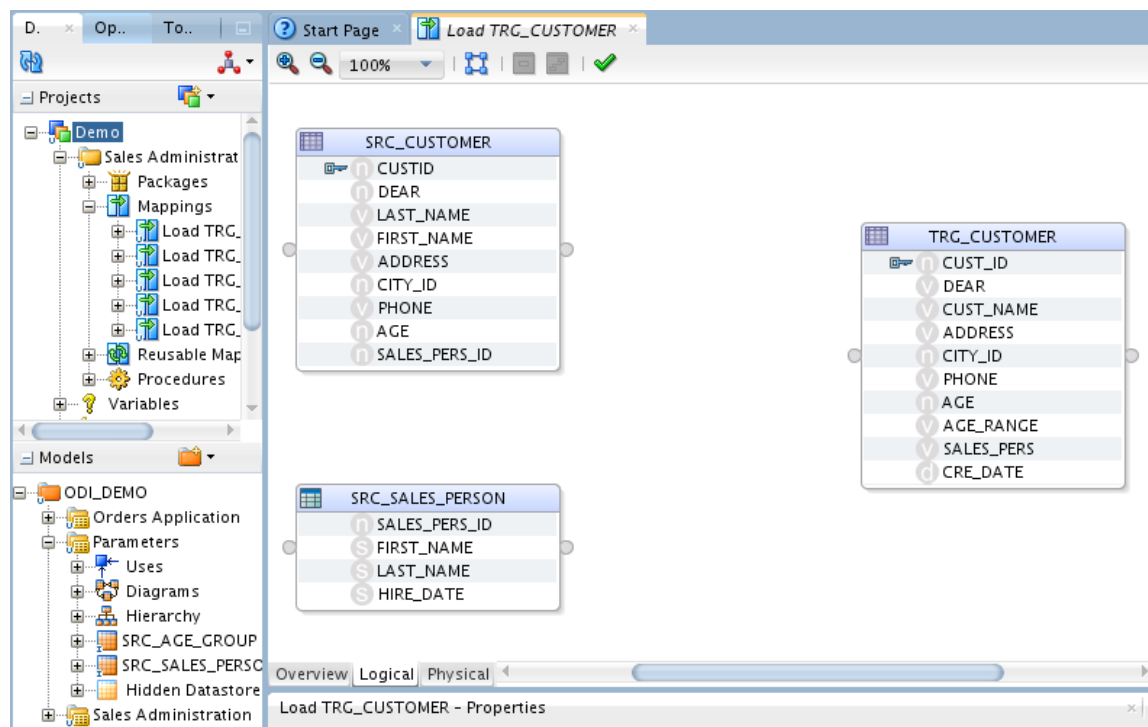 D.
Op..
To..
Projects
Demo
Sales Administrat
Packages
Mappings
Load TRG_
Load TRG_
Load TRG_
Load TRG_
Load TRG_
Reusable Map
Procedures
Variables
Models
ODI_DEMO
Orders Application
Parameters
Uses
Diagrams
Hierarchy
SRC_AGE_GROUP
SRC_SALES_PERSO
Hidden Datastore
Sales Administration
Start Page
Load TRG_CUSTOMER
100%
SRC_CUSTOMER
n CUSTID
n DEAR
v LAST_NAME
v FIRST_NAME
v ADDRESS
n CITY_ID
v PHONE
n AGE
n SALES_PERS_ID
SRC_SALES_PERSON
n SALES_PERS_ID
S FIRST_NAME
S LAST_NAME
S HIRE_DATE
TRG_CUSTOMER
n CUST_ID
v DEAR
v CUST_NAME
v ADDRESS
n CITY_ID
v PHONE
n AGE
v AGE_RANGE
v SALES_PERS
d CRE_DATE
Overview Logical Physical
Load TRG_CUSTOMER - Properties